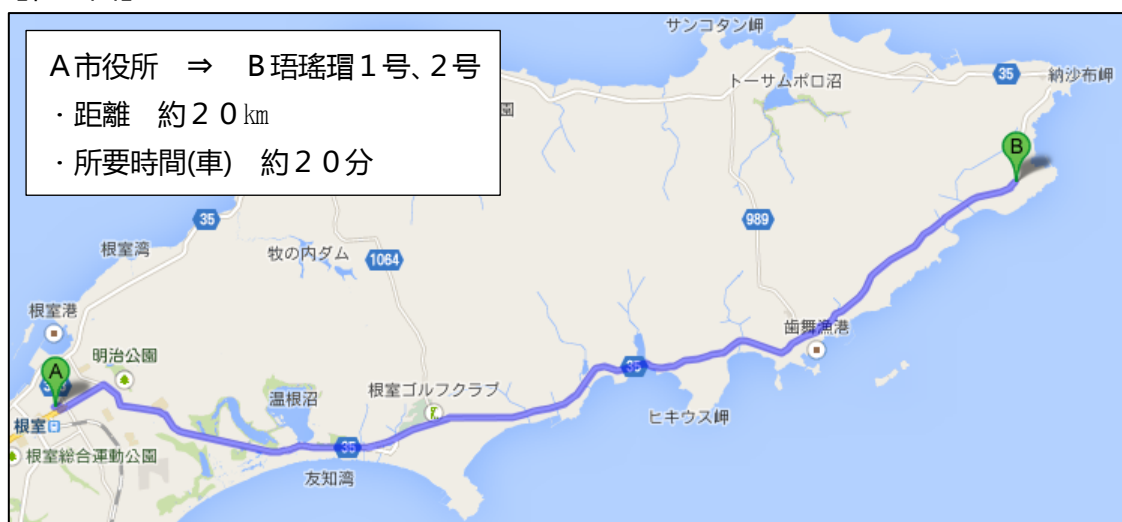 A市役所　⇒　B珸瑤瑁1号、2号
・距離　約20㎞
・所要時間(車)　約20分
サンコタン岬
35
納沙布岬
トーサムポロ沼
園
B
35
989
根室湾
牧の内ダム
1064
根室港
歯舞漁港
明治公園
A
35
根室ゴルフクラブ
温根沼
ヒキウス岬
根室
35
根室総合運動公園
友知湾